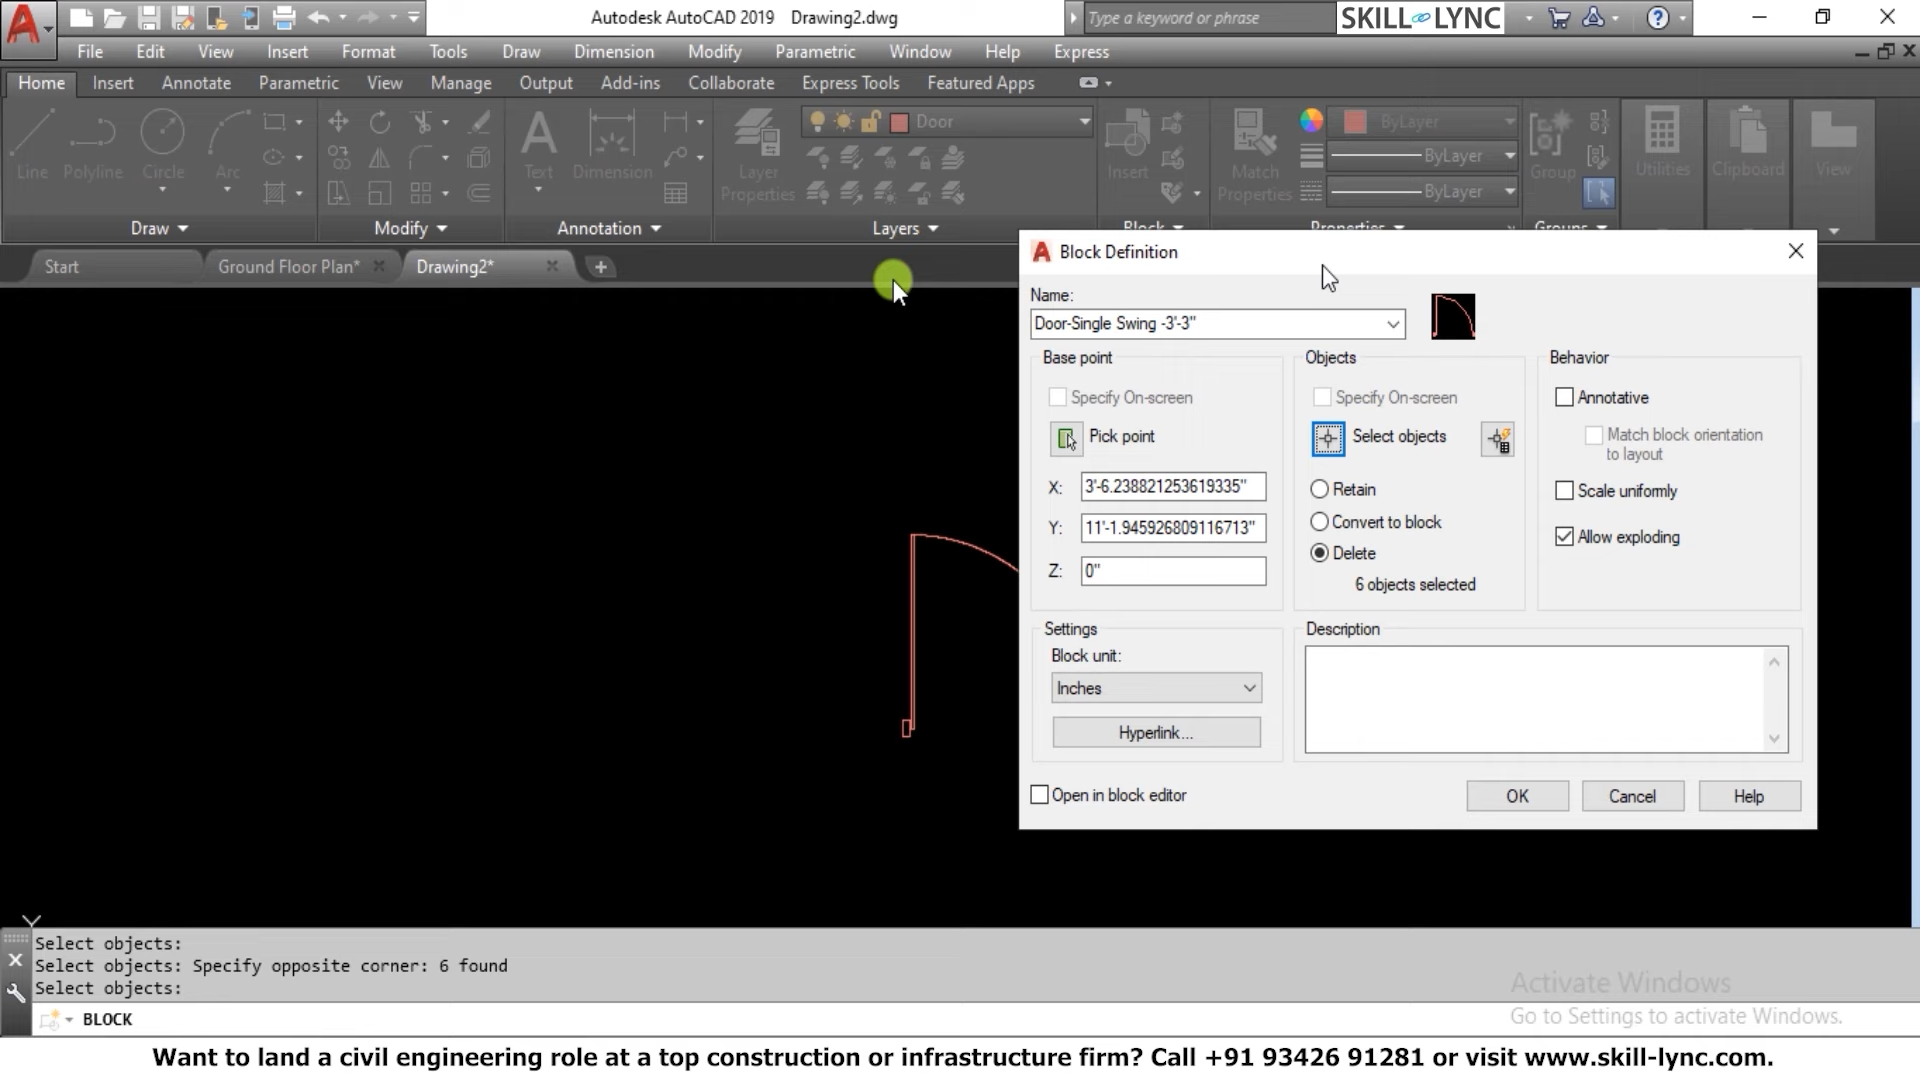 Autodesk AutoCAD 2019 Drawing2.dwg
Type a keyword or phrase
SKILL-LYNC
File Edit View Insert Format Tools Draw Dimension Modify Parametric Window Help Express
Home Insert Annotate Parametric View Manage Output Add-ins Collaborate Express Tools Featured Apps
Door
ByLayer
Line Polyline Circle Arc
Text Dimension
Layer
Properties
Insert
Match
Properties
ByLayer
ByLayer
Group
Utilities
Clipboard
View
Draw Modify Annotation Layers Block Properties Groups
Start Ground Floor Plan* Drawing2*
Block Definition
Name:
Door-Single Swing -3'-3"
Base point
Specify On-screen
Pick point
X: 3'-6.238821253619335"
Y: 11'-1.945926809116713"
Z: 0"
Objects
Specify On-screen
Select objects
Retain
Convert to block
Delete
6 objects selected
Behavior
Annotative
Match block orientation
to layout
Scale uniformly
Allow exploding
Settings
Block unit:
Inches
Hyperlink...
Description
Open in block editor
OK Cancel Help
Select objects:
Select objects: Specify opposite corner: 6 found
Select objects:
BLOCK
Activate Windows
Go to Settings to activate Windows.
Want to land a civil engineering role at a top construction or infrastructure firm? Call +91 93426 91281 or visit www.skill-lync.com.